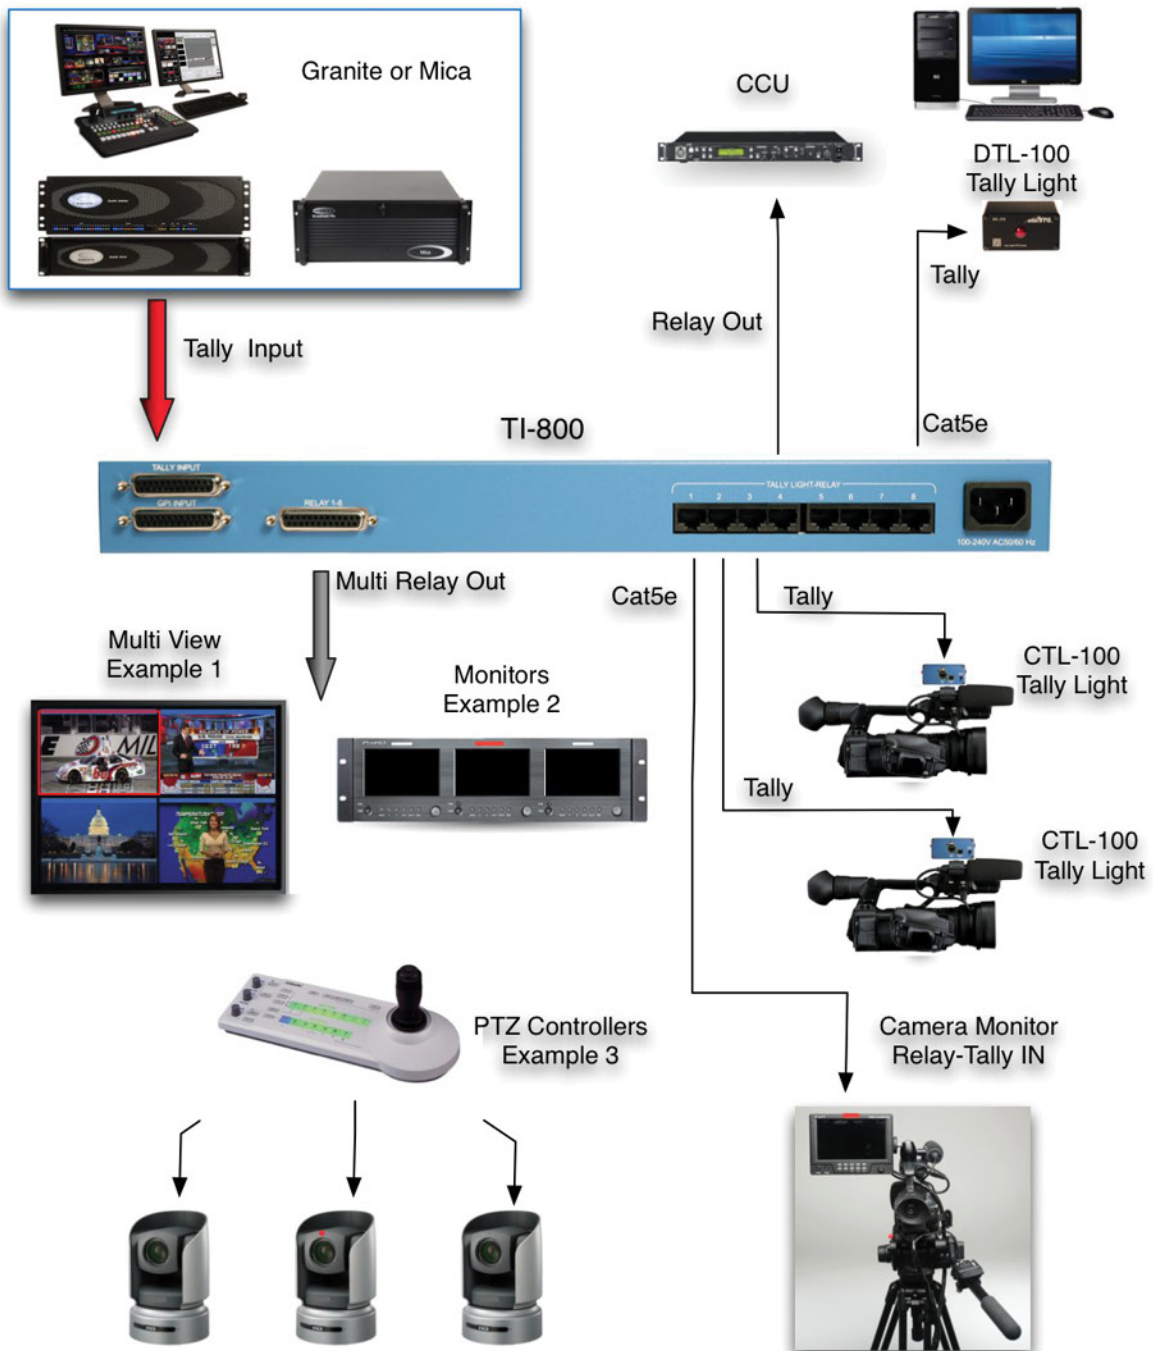 Granite or Mica
CCU
DTL-100
Tally Light
Tally
Relay Out
Tally Input
Cat5e
TI-800
TALLY INPUT
GPI INPUT
RELAY 1-8
TALLY LIGHT-RELAY
1 2 3 4 5 6 7 8
100-240V AC50/60 Hz
Multi Relay Out
Cat5e
Tally
Multi View
Example 1
Monitors
Example 2
CTL-100
Tally Light
Tally
CTL-100
Tally Light
PTZ Controllers
Example 3
Camera Monitor
Relay-Tally IN